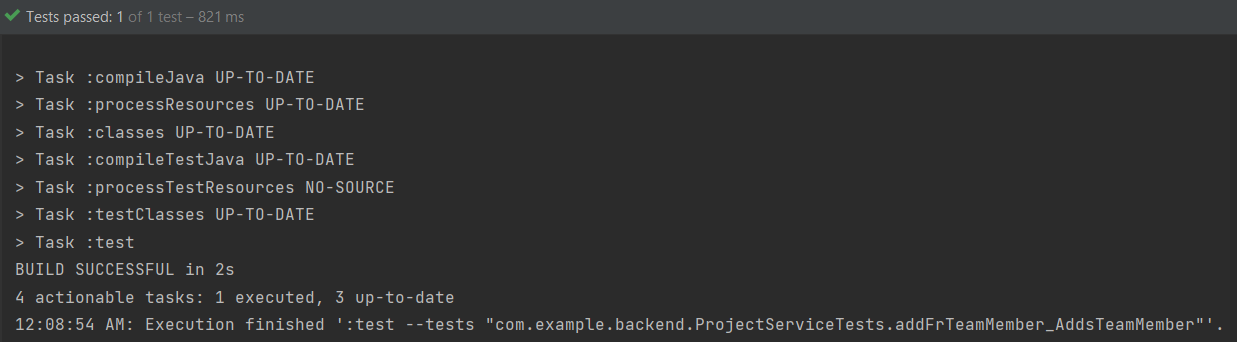 Tests passed: 1 of 1 test – 821 ms
> Task :compileJava UP-TO-DATE
> Task :processResources UP-TO-DATE
> Task :classes UP-TO-DATE
> Task :compileTestJava UP-TO-DATE
> Task :processTestResources NO-SOURCE
> Task :testClasses UP-TO-DATE
> Task :test
BUILD SUCCESSFUL in 2s
4 actionable tasks: 1 executed, 3 up-to-date
12:08:54 AM: Execution finished ':test --tests "com.example.backend.ProjectServiceTests.addFrTeamMember_AddsTeamMember"'.